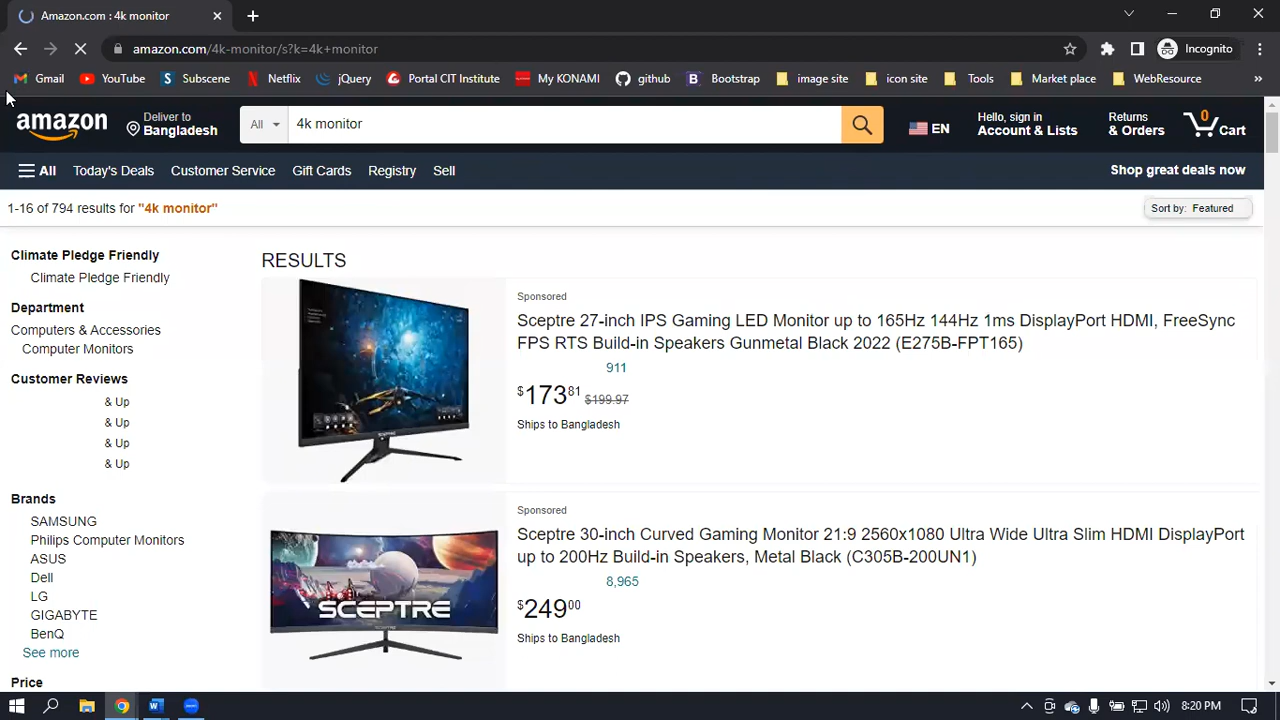 Amazon.com : 4k monitor
amazon.com/4k-monitor/s?k=4k+monitor
Incognito
Gmail YouTube Subscene Netflix jQuery Portal CIT Institute My KONAMI github Bootstrap image site icon site Tools Market place WebResource »
amazon
Deliver to
Bangladesh
All 4k monitor
EN
Hello, sign in
Account & Lists
Returns
& Orders
0
Cart
All Today's Deals Customer Service Gift Cards Registry Sell Shop great deals now
1-16 of 794 results for "4k monitor"
Sort by: Featured
Climate Pledge Friendly
Climate Pledge Friendly
Department
Computers & Accessories
Computer Monitors
Customer Reviews
& Up
& Up
& Up
& Up
Brands
SAMSUNG
Philips Computer Monitors
ASUS
Dell
LG
GIGABYTE
BenQ
See more
Price
RESULTS
SCEPTRE
Sponsored
Sceptre 27-inch IPS Gaming LED Monitor up to 165Hz 144Hz 1ms DisplayPort HDMI, FreeSync
FPS RTS Build-in Speakers Gunmetal Black 2022 (E275B-FPT165)
911
$173 81 $199.97
Ships to Bangladesh
SCEPTRE
Sponsored
Sceptre 30-inch Curved Gaming Monitor 21:9 2560x1080 Ultra Wide Ultra Slim HDMI DisplayPort
up to 200Hz Build-in Speakers, Metal Black (C305B-200UN1)
8,965
$249 00
Ships to Bangladesh
8:20 PM